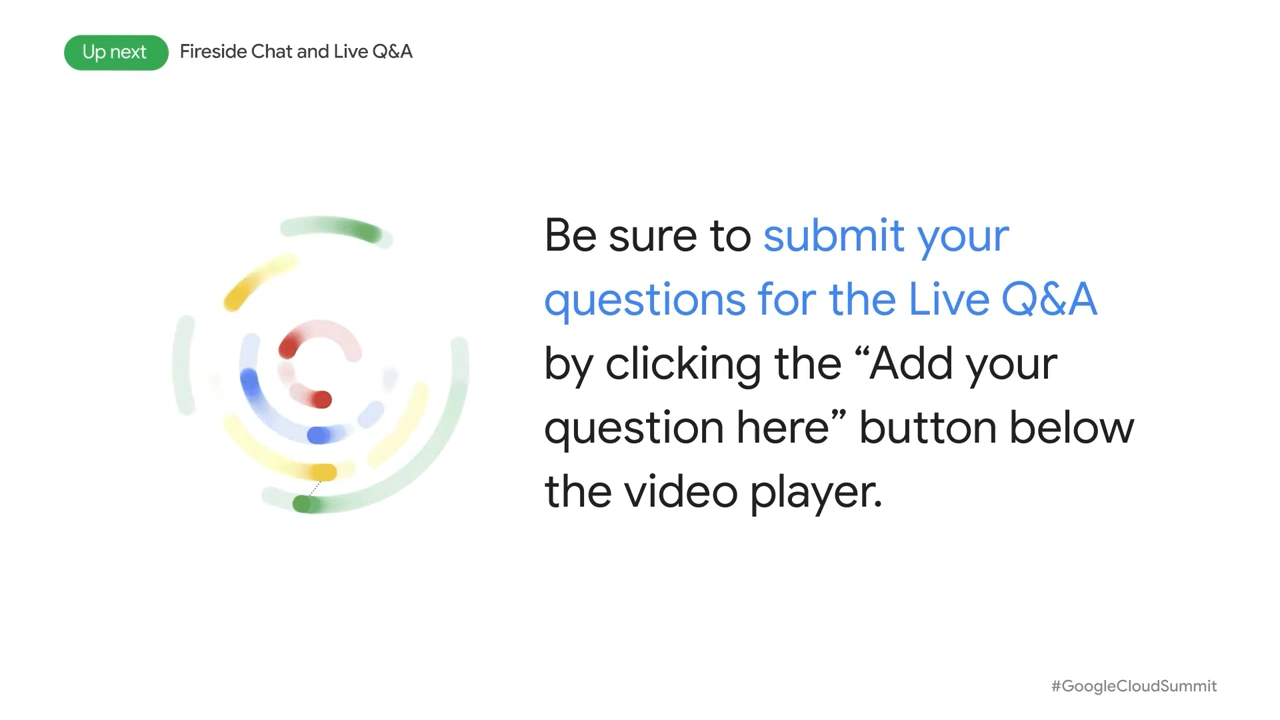 Up next Fireside Chat and Live Q&A
Be sure to submit your
questions for the Live Q&A
by clicking the “Add your
question here” button below
the video player.
#GoogleCloudSummit